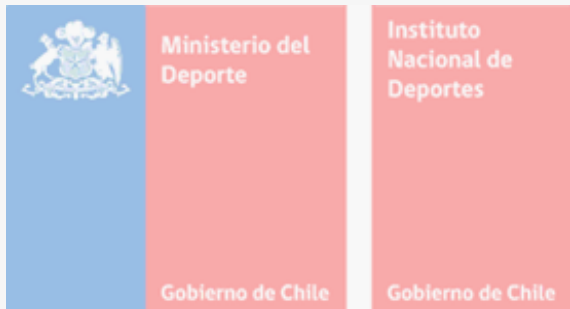 Ministerio del
Deporte
Gobierno de Chile
Instituto
Nacional de
Deportes
Gobierno de Chile